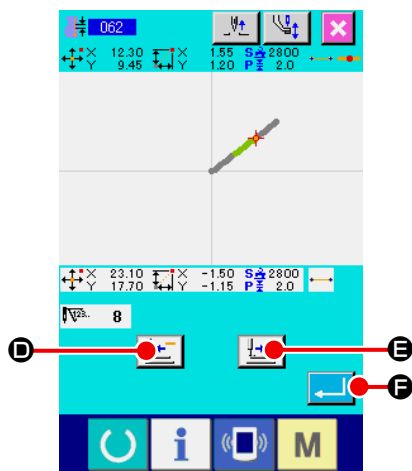 062
X 12.30 X 1.55 S 2800
Y 9.45 Y 1.20 P 2.0
X 23.10 X -1.50 S 2800
Y 17.70 Y -1.15 P 2.0
123.. 8
D E
F
i M